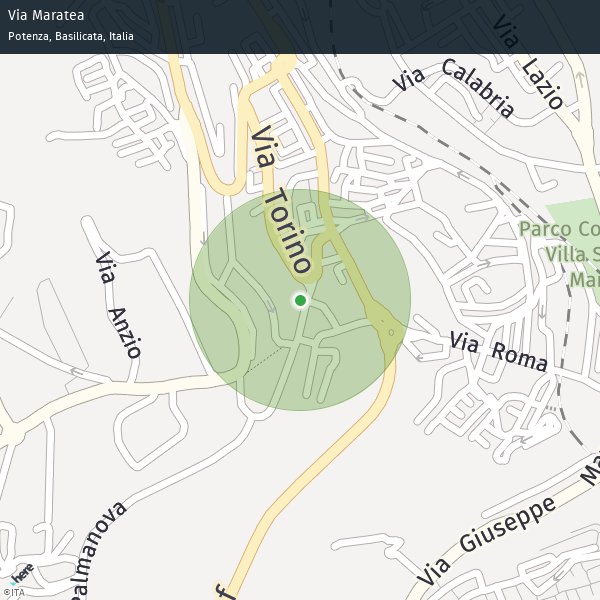 Via Maratea
Potenza, Basilicata, Italia
Via Lazio
Via Calabria
Via Torino
Parco Co
Villa S
Mar
Via Anzio
Via Roma
Ma
Via Giuseppe
palmanova
f
here
©ITA